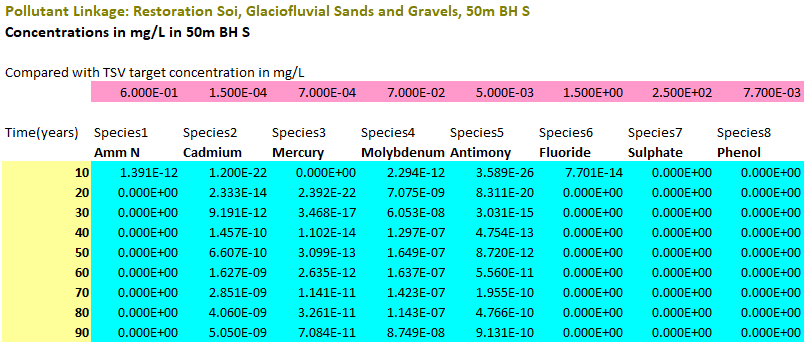 Pollutant Linkage: Restoration Soi, Glaciofluvial Sands and Gravels, 50m BH S
Concentrations in mg/L in 50m BH S
Compared with TSV target concentration in mg/L
6.000E-01 1.500E-04 7.000E-04 7.000E-02 5.000E-03 1.500E+00 2.500E+02 7.700E-03
Time(years) Species1 Species2 Species3 Species4 Species5 Species6 Species7 Species8
Amm N Cadmium Mercury Molybdenum Antimony Fluoride Sulphate Phenol
10 1.391E-12 1.200E-22 0.000E+00 2.294E-12 3.589E-26 7.701E-14 0.000E+00 0.000E+00
20 0.000E+00 2.333E-14 2.392E-22 7.075E-09 8.311E-20 0.000E+00 0.000E+00 0.000E+00
30 0.000E+00 9.191E-12 3.468E-17 6.053E-08 3.031E-15 0.000E+00 0.000E+00 0.000E+00
40 0.000E+00 1.457E-10 1.102E-14 1.297E-07 4.754E-13 0.000E+00 0.000E+00 0.000E+00
50 0.000E+00 6.607E-10 3.099E-13 1.649E-07 8.720E-12 0.000E+00 0.000E+00 0.000E+00
60 0.000E+00 1.627E-09 2.635E-12 1.637E-07 5.560E-11 0.000E+00 0.000E+00 0.000E+00
70 0.000E+00 2.851E-09 1.141E-11 1.423E-07 1.955E-10 0.000E+00 0.000E+00 0.000E+00
80 0.000E+00 4.060E-09 3.261E-11 1.143E-07 4.766E-10 0.000E+00 0.000E+00 0.000E+00
90 0.000E+00 5.050E-09 7.084E-11 8.749E-08 9.131E-10 0.000E+00 0.000E+00 0.000E+00